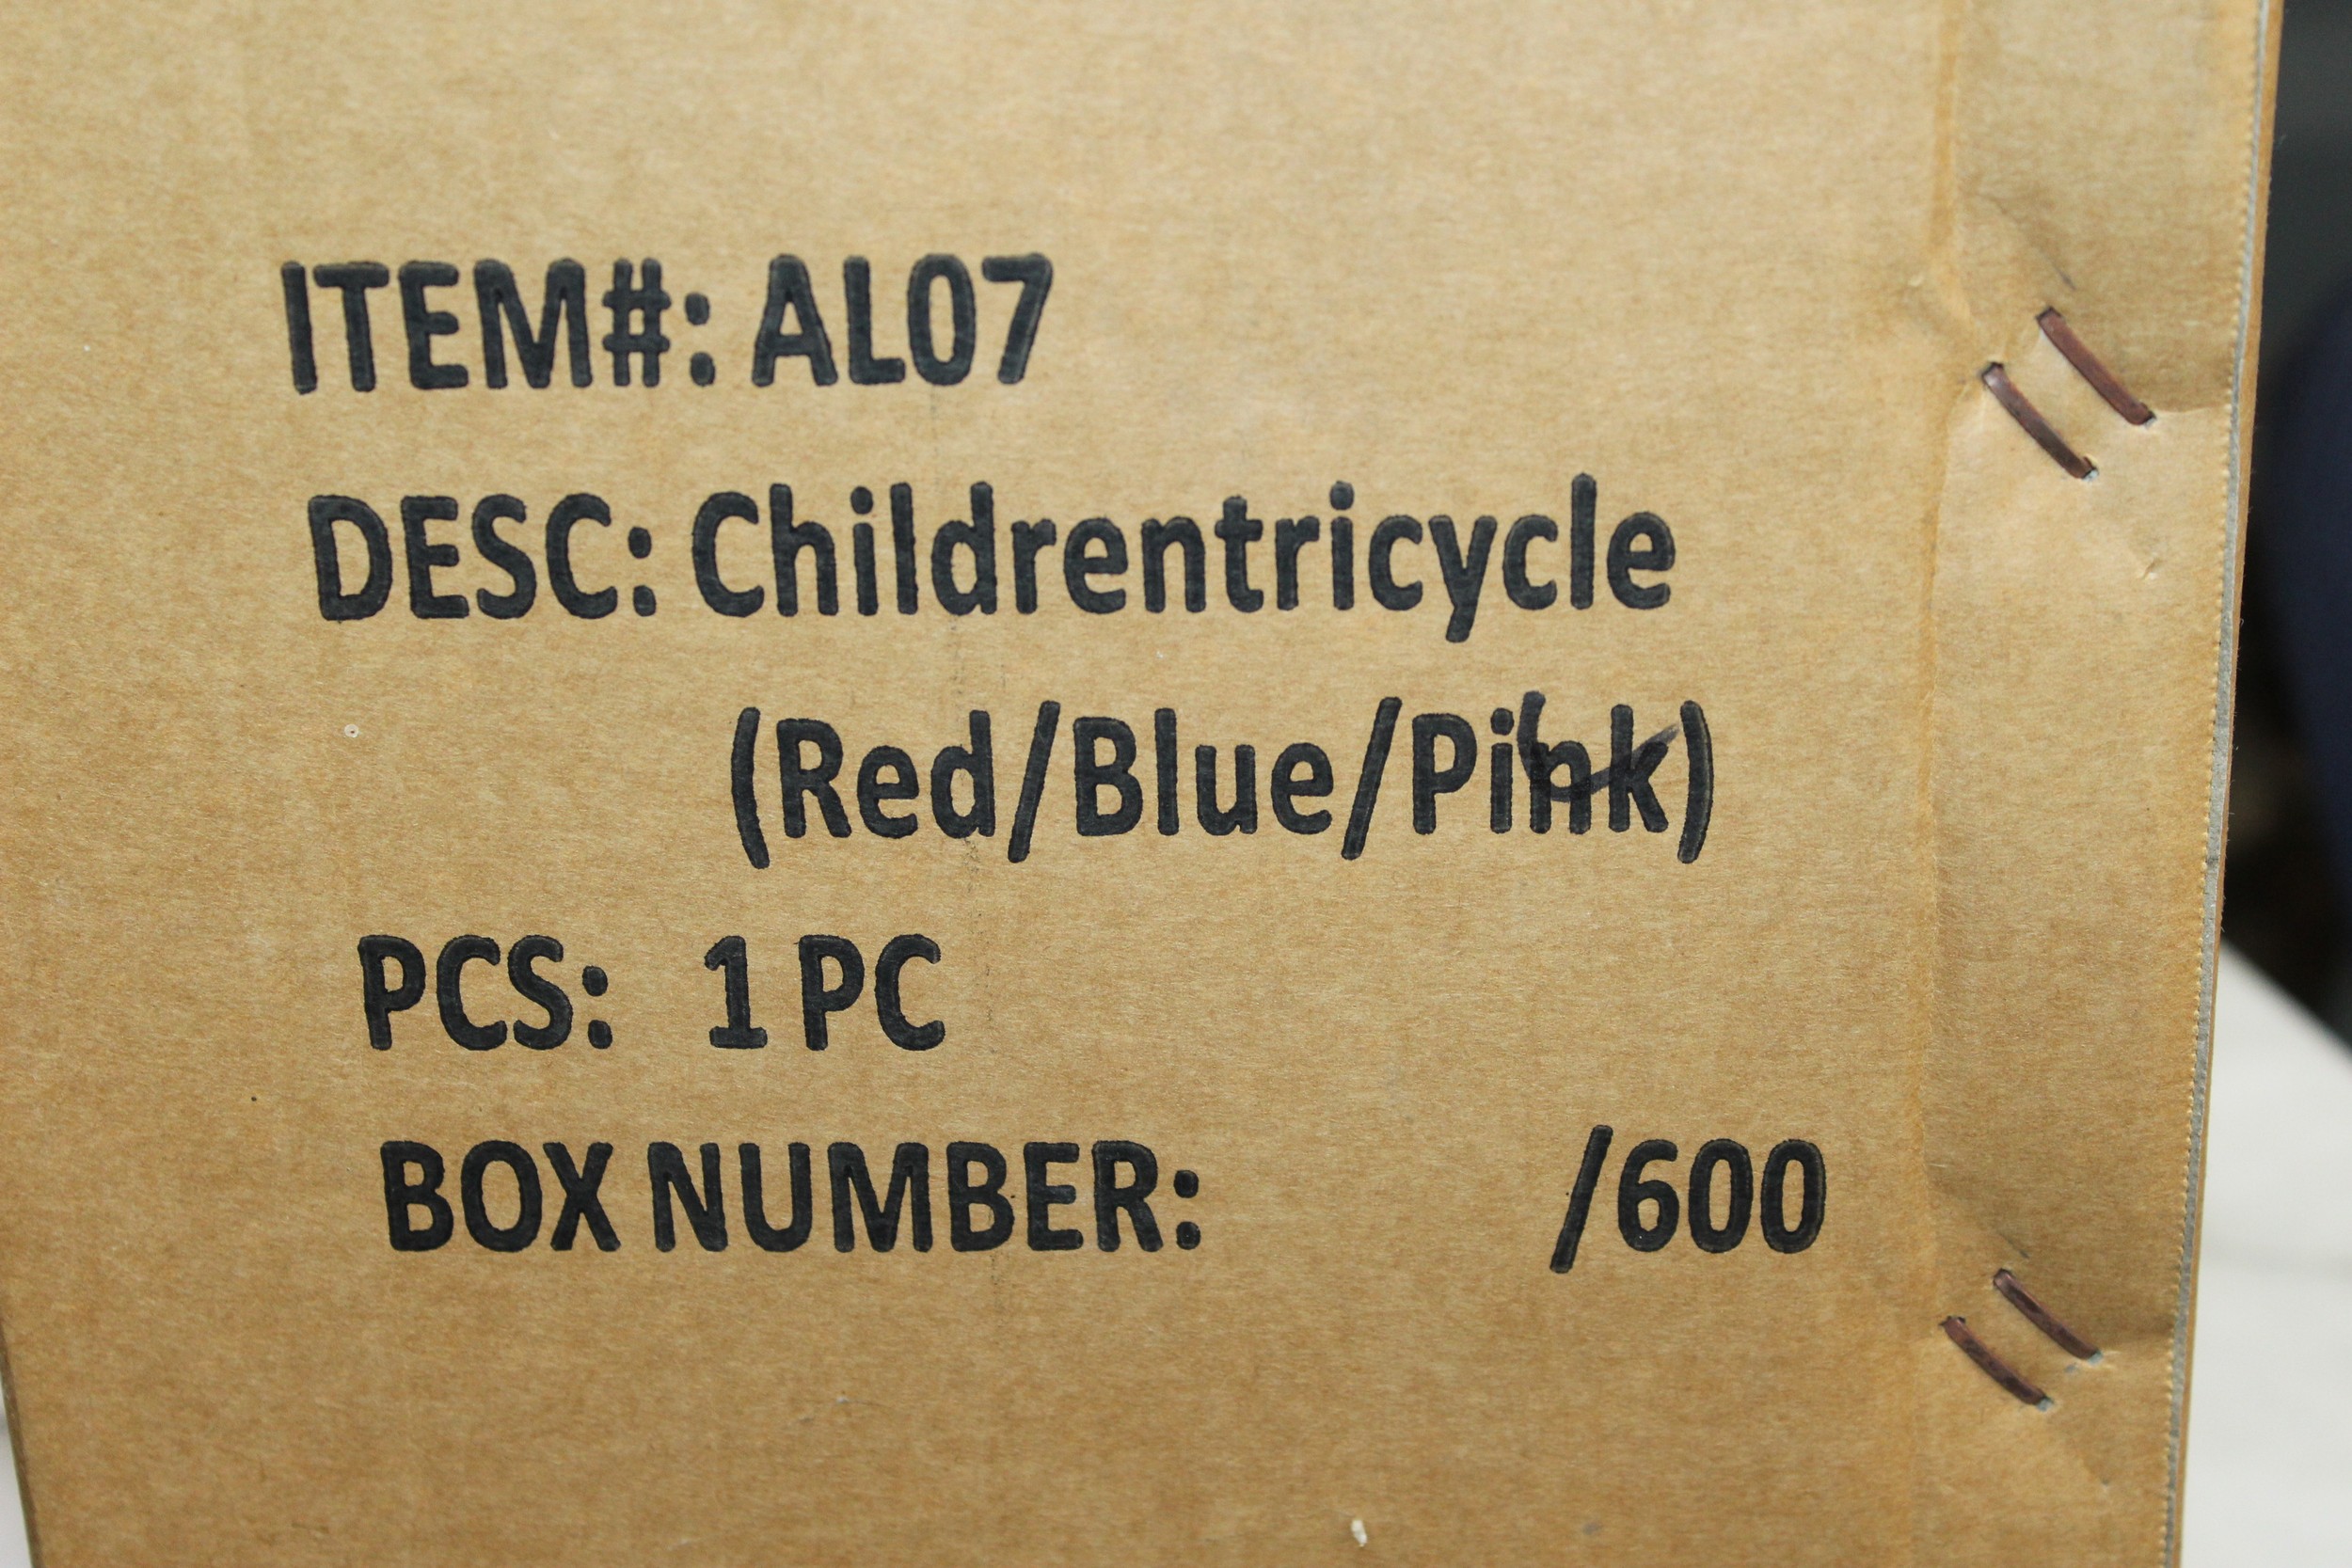 ITEM#: AL07
DESC: Childrentricycle
(Red/Blue/Pink)
PCS: 1 PC
BOX NUMBER: /600